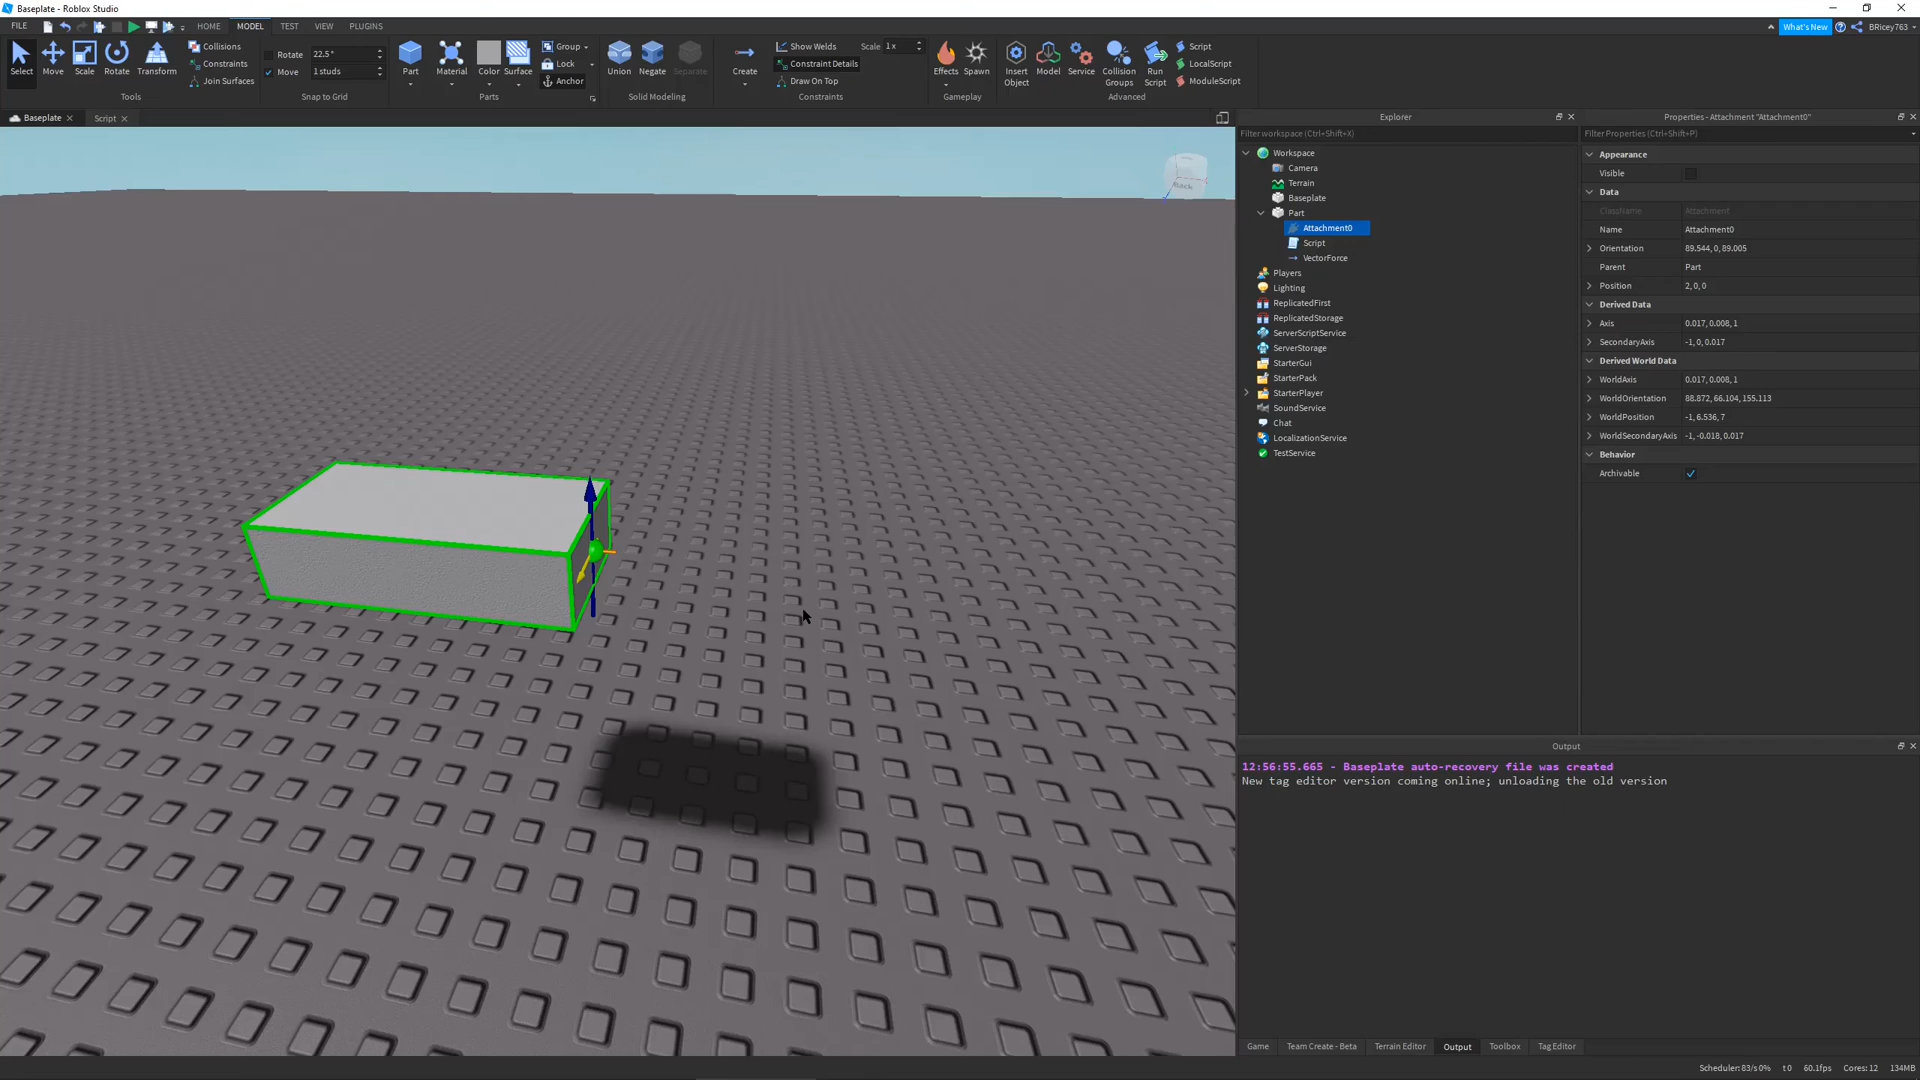 Baseplate - Roblox Studio
FILE HOME MODEL TEST VIEW PLUGINS What's New BRicey763
Select Move Scale Rotate Transform
Collisions
Constraints
Join Surfaces
Tools
Rotate 22.5°
Move 1 studs
Snap to Grid
Part Material Color Surface
Group
Lock
Anchor
Parts
Union Negate Separate
Solid Modeling
Create
Show Welds Scale 1 x
Constraint Details
Draw On Top
Constraints
Effects Spawn
Gameplay
Insert Object Model Service Collision Groups Run Script
Script
LocalScript
ModuleScript
Advanced
Baseplate Script
Back
Explorer
Filter workspace (Ctrl+Shift+X)
Workspace
Camera
Terrain
Baseplate
Part
Attachment0
Script
VectorForce
Players
Lighting
ReplicatedFirst
ReplicatedStorage
ServerScriptService
ServerStorage
StarterGui
StarterPack
StarterPlayer
SoundService
Chat
LocalizationService
TestService
Properties - Attachment "Attachment0"
Filter Properties (Ctrl+Shift+P)
Appearance
Visible
Data
ClassName Attachment
Name Attachment0
Orientation 89.544, 0, 89.005
Parent Part
Position 2, 0, 0
Derived Data
Axis 0.017, 0.008, 1
SecondaryAxis -1, 0, 0.017
Derived World Data
WorldAxis 0.017, 0.008, 1
WorldOrientation 88.872, 66.104, 155.113
WorldPosition -1, 6.536, 7
WorldSecondaryAxis -1, -0.018, 0.017
Behavior
Archivable
Output
12:56:55.665 - Baseplate auto-recovery file was created
New tag editor version coming online; unloading the old version
Game Team Create - Beta Terrain Editor Output Toolbox Tag Editor
Scheduler: 83/s 0% t 0 60.1fps Cores: 12 134MB